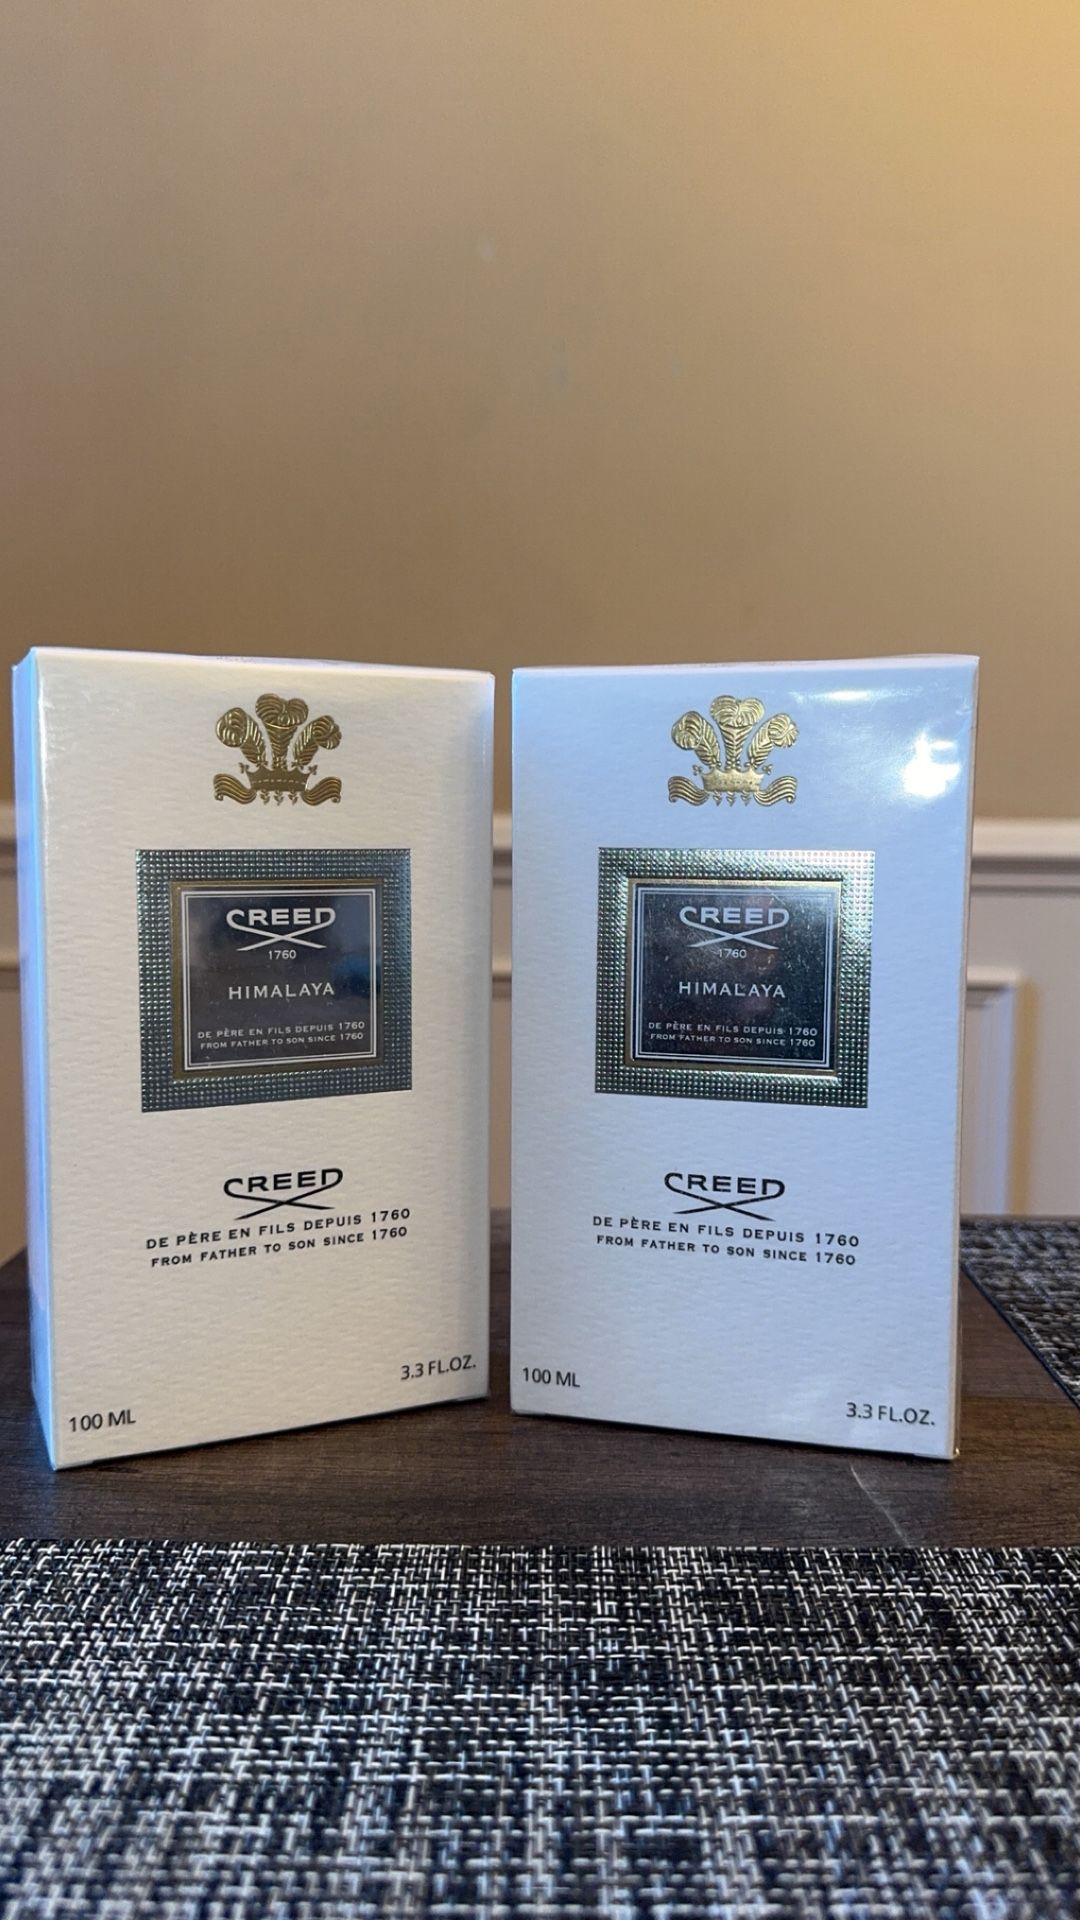 CREED
1760
HIMALAYA
DE PÈRE EN FILS DEPUIS 1760
FROM FATHER TO SON SINCE 1760
CREED
DE PÈRE EN FILS DEPUIS 1760
FROM FATHER TO SON SINCE 1760
100 ML
3.3 FL.OZ.
CREED
1760
HIMALAYA
DE PÈRE EN FILS DEPUIS 1760
FROM FATHER TO SON SINCE 1760
CREED
DE PÈRE EN FILS DEPUIS 1760
FROM FATHER TO SON SINCE 1760
100 ML
3.3 FL.OZ.